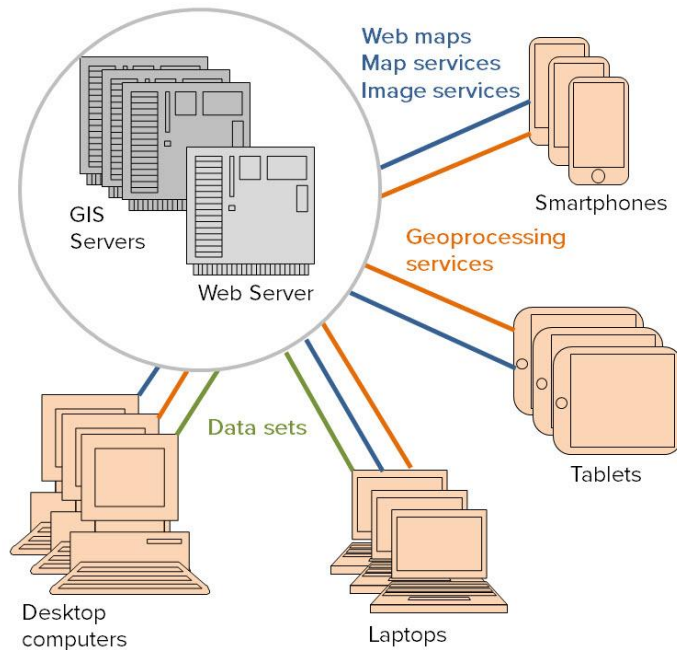 Web maps
Map services
Image services
GIS
Servers
Web Server
Smartphones
Geoprocessing
services
Data sets
Tablets
Desktop
computers
Laptops